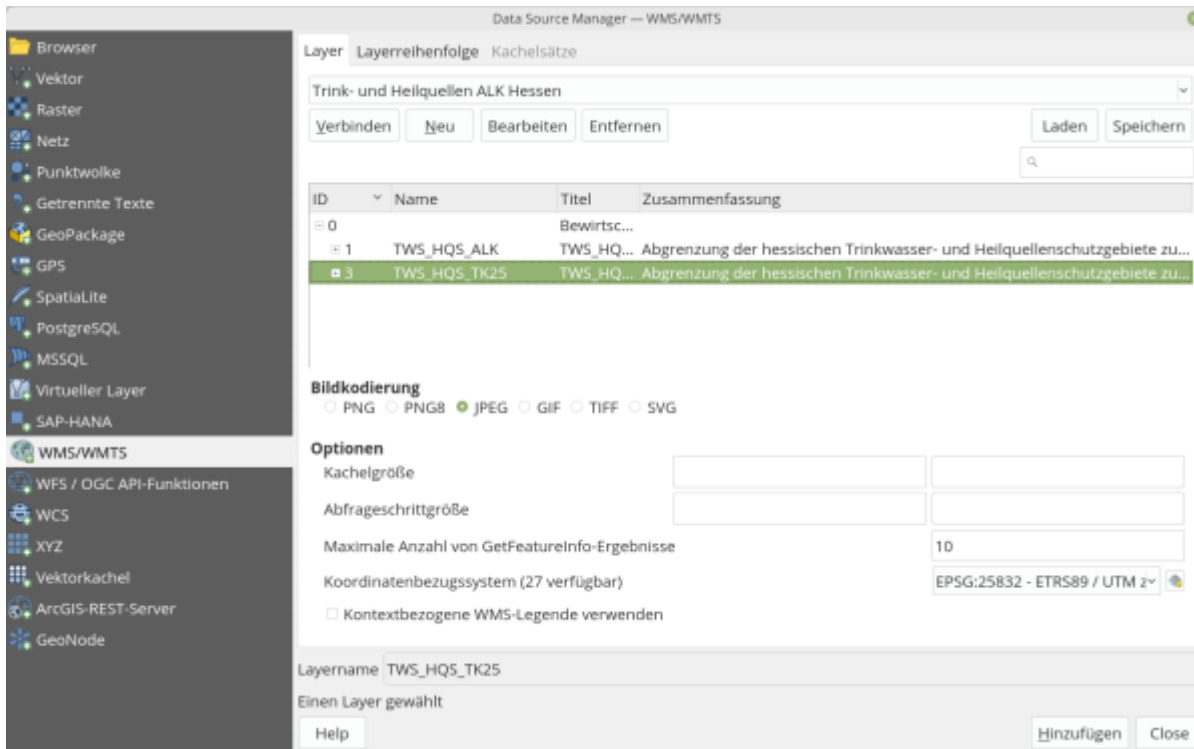 Data Source Manager — WMS/WMTS
Browser
Vektor
Raster
Netz
Punktwolke
Getrennte Texte
GeoPackage
GPS
SpatiaLite
PostgreSQL
MSSQL
Virtueller Layer
SAP-HANA
WMS/WMTS
WFS / OGC API-Funktionen
WCS
XYZ
Vektorkachel
ArcGIS-REST-Server
GeoNode
Layer Layerreihenfolge Kachelsätze
Trink- und Heilquellen ALK Hessen
Verbinden Neu Bearbeiten Entfernen Laden Speichern
ID Name Titel Zusammenfassung
0 Bewirtsc...
1 TWS_HQS_ALK TWS_HQ... Abgrenzung der hessischen Trinkwasser- und Heilquellenschutzgebiete zu...
3 TWS_HQS_TK25 TWS_HQ... Abgrenzung der hessischen Trinkwasser- und Heilquellenschutzgebiete zu...
Bildkodierung
PNG PNG8 JPEG GIF TIFF SVG
Optionen
Kachelgröße
Abfrageschrittgröße
Maximale Anzahl von GetFeatureInfo-Ergebnisse 10
Koordinatenbezugssystem (27 verfügbar) EPSG:25832 - ETRS89 / UTM z
Kontextbezogene WMS-Legende verwenden
Layername TWS_HQS_TK25
Einen Layer gewählt
Help Hinzufügen Close